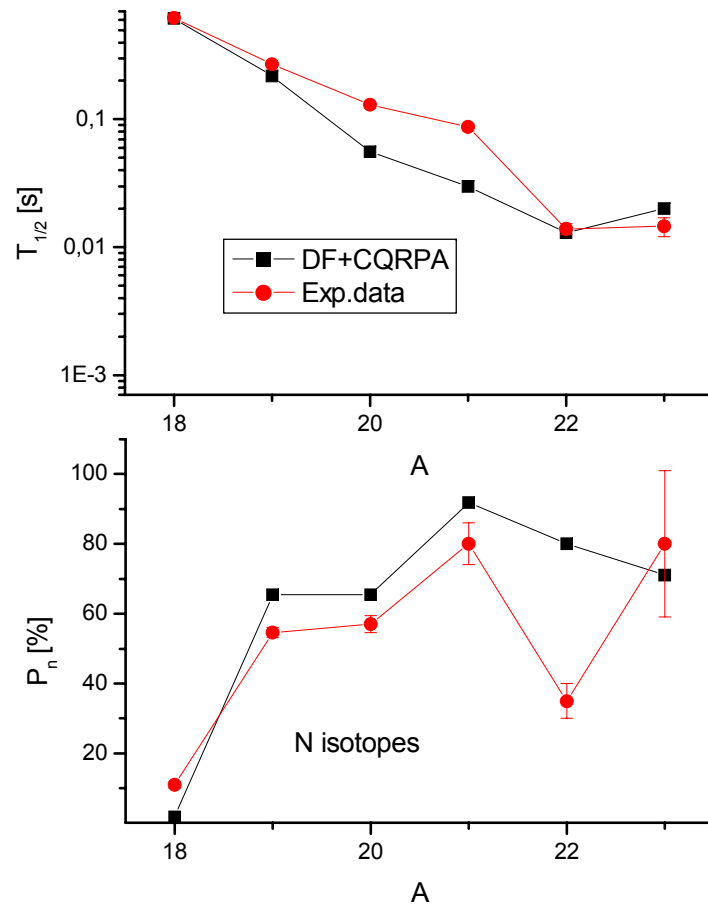 T1/2 [s]
0,1
0,01
1E-3
DF+CQRPA
Exp.data
18
20
22
A
Pn [%]
100
80
60
40
20
N isotopes
18
20
22
A